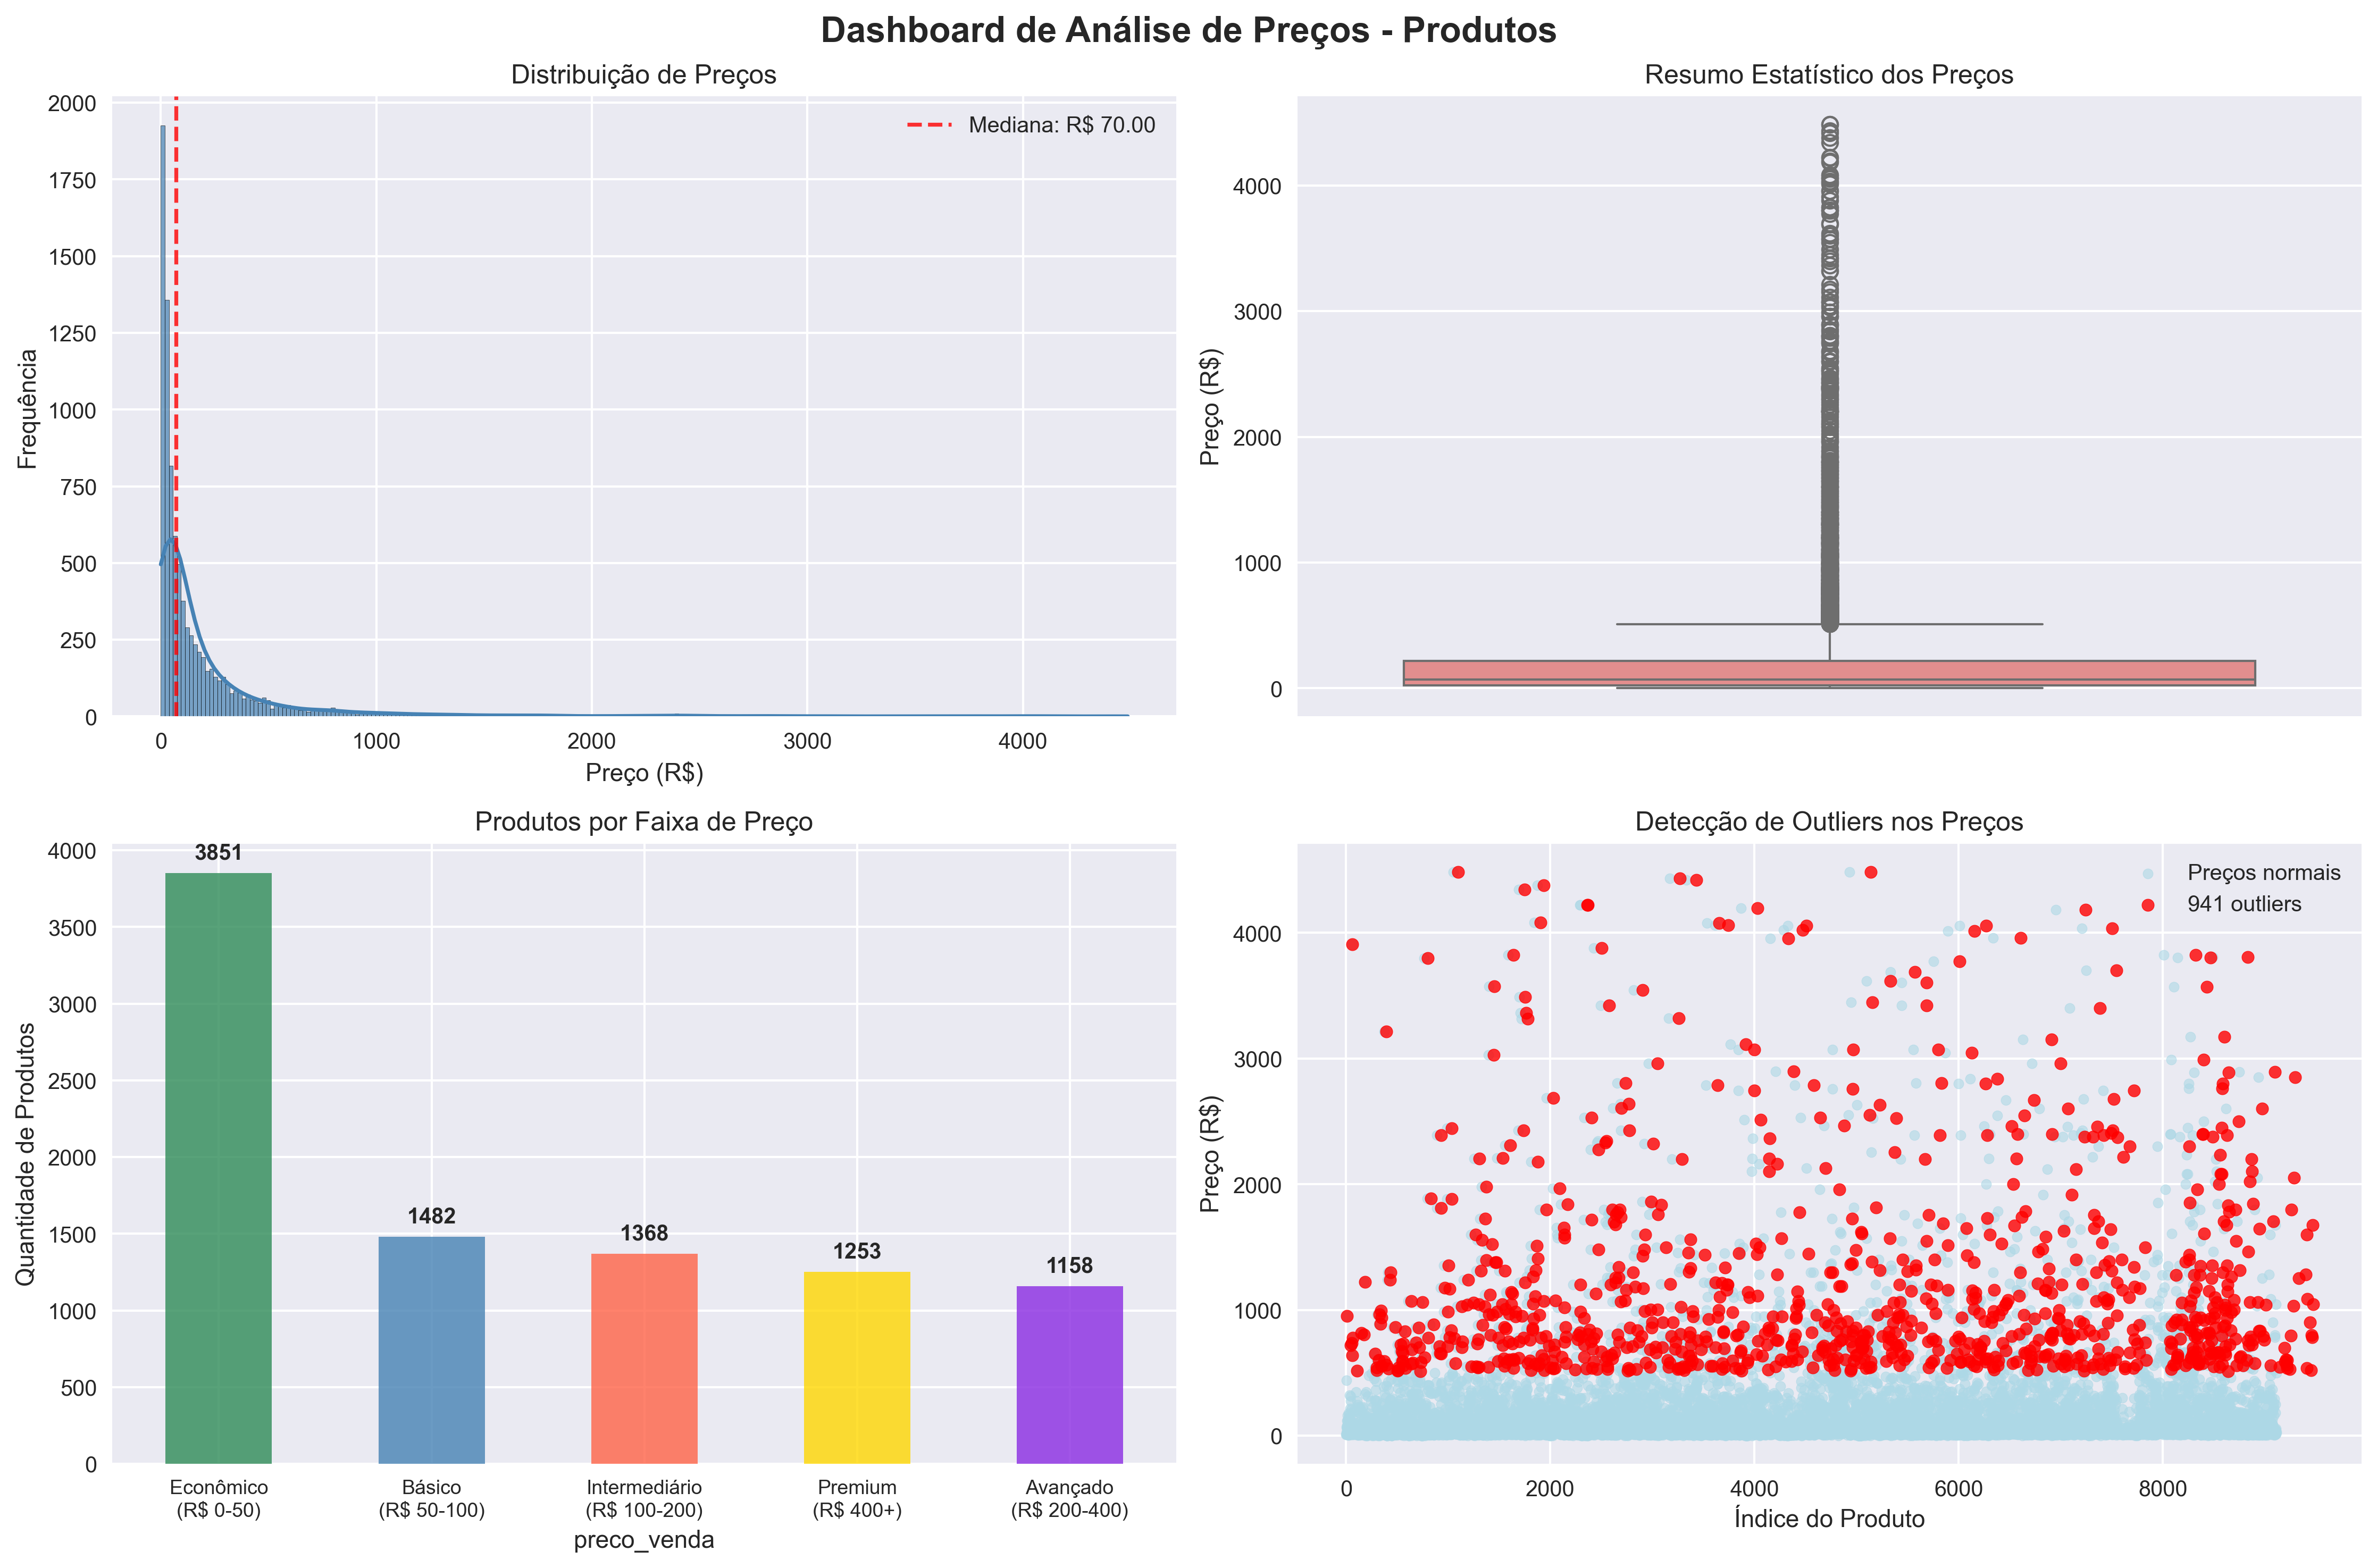 Dashboard de Análise de Preços - Produtos
Distribuição de Preços
2000
1750
1500
1250
1000
750
500
250
0
Frequência
Mediana: R$ 70.00
0
1000
2000
3000
4000
Preço (R$)
Resumo Estatístico dos Preços
4000
3000
2000
1000
0
Preço (R$)
Produtos por Faixa de Preço
4000
3500
3000
2500
2000
1500
1000
500
0
Quantidade de Produtos
3851
1482
1368
1253
1158
Econômico
(R$ 0-50)
Básico
(R$ 50-100)
Intermediário
(R$ 100-200)
Premium
(R$ 400+)
Avançado
(R$ 200-400)
preco_venda
Detecção de Outliers nos Preços
Preços normais
941 outliers
4000
3000
2000
1000
0
Preço (R$)
0
2000
4000
6000
8000
Índice do Produto